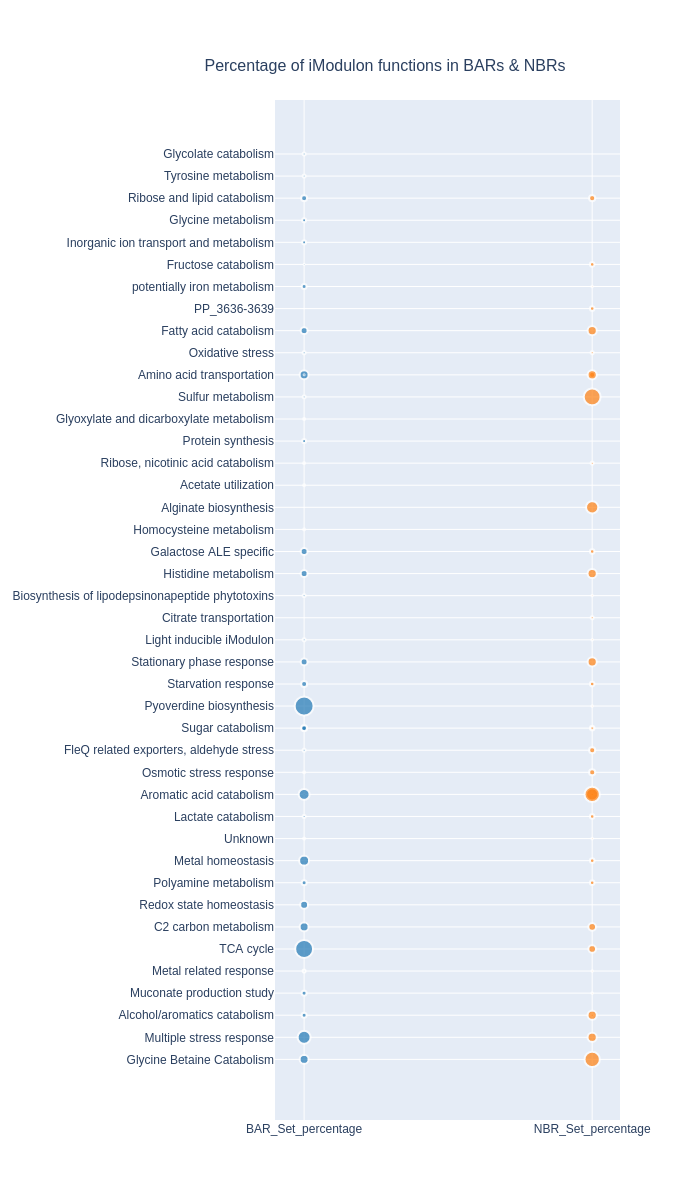 Percentage of iModulon functions in BARs & NBRs
Glycolate catabolism
Tyrosine metabolism
Ribose and lipid catabolism
Glycine metabolism
Inorganic ion transport and metabolism
Fructose catabolism
potentially iron metabolism
PP_3636-3639
Fatty acid catabolism
Oxidative stress
Amino acid transportation
Sulfur metabolism
Glyoxylate and dicarboxylate metabolism
Protein synthesis
Ribose, nicotinic acid catabolism
Acetate utilization
Alginate biosynthesis
Homocysteine metabolism
Galactose ALE specific
Histidine metabolism
Biosynthesis of lipodepsinonapeptide phytotoxins
Citrate transportation
Light inducible iModulon
Stationary phase response
Starvation response
Pyoverdine biosynthesis
Sugar catabolism
FleQ related exporters, aldehyde stress
Osmotic stress response
Aromatic acid catabolism
Lactate catabolism
Unknown
Metal homeostasis
Polyamine metabolism
Redox state homeostasis
C2 carbon metabolism
TCA cycle
Metal related response
Muconate production study
Alcohol/aromatics catabolism
Multiple stress response
Glycine Betaine Catabolism
BAR_Set_percentage NBR_Set_percentage